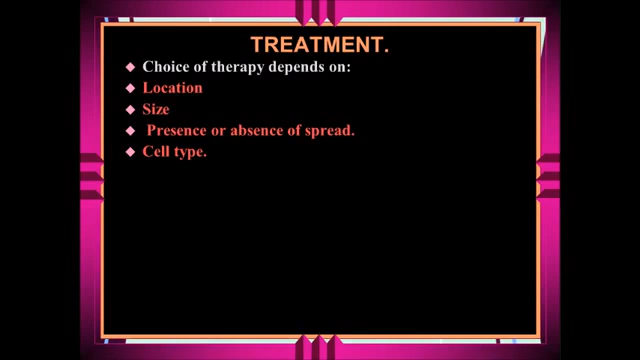 TREATMENT.
Choice of therapy depends on:
Location
Size
Presence or absence of spread.
Cell type.